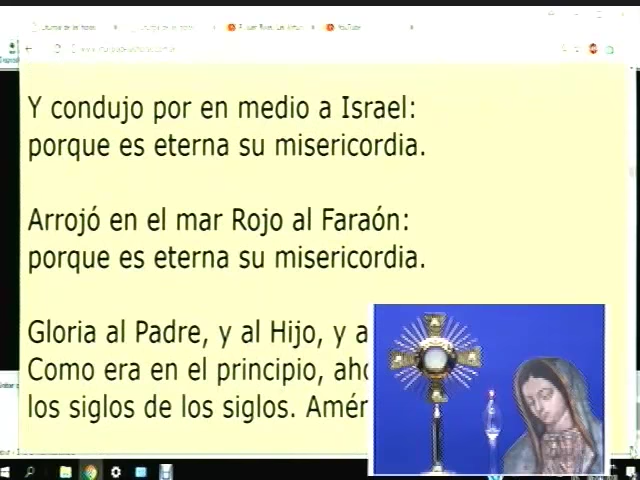 YouTube
Y condujo por en medio a Israel:
porque es eterna su misericordia.
Arrojó en el mar Rojo al Faraón:
porque es eterna su misericordia.
Gloria al Padre, y al Hijo, y a
Como era en el principio, aho
los siglos de los siglos. Amén